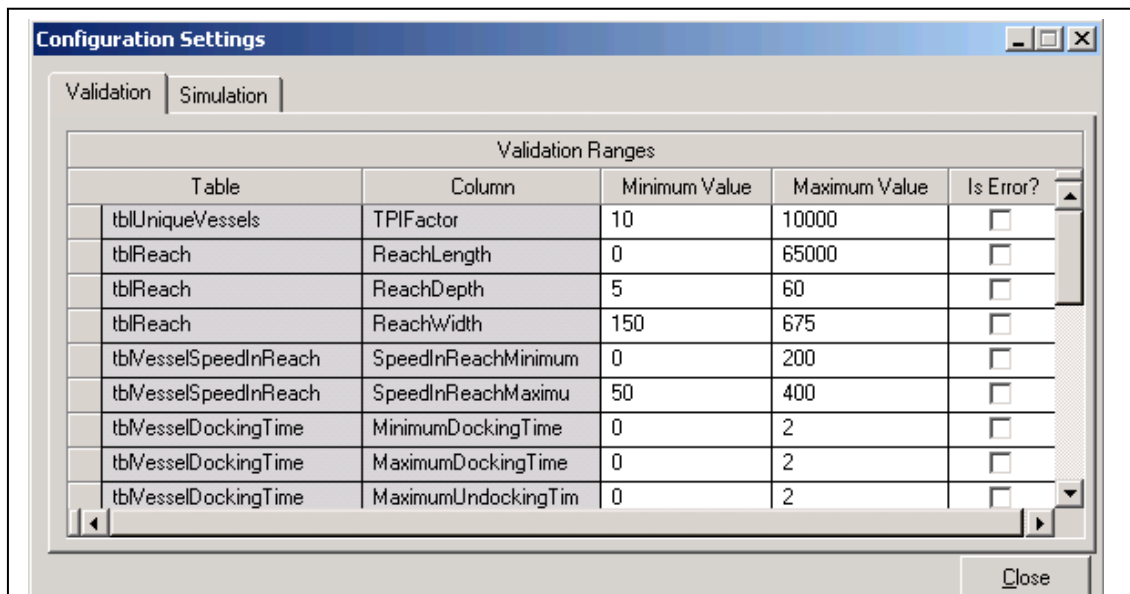 Configuration Settings
Validation Simulation
Validation Ranges
Table Column Minimum Value Maximum Value Is Error?
tblUniqueVessels TPIFactor 10 10000
tblReach ReachLength 0 65000
tblReach ReachDepth 5 60
tblReach ReachWidth 150 675
tblVesselSpeedInReach SpeedInReachMinimum 0 200
tblVesselSpeedInReach SpeedInReachMaximu 50 400
tblVesselDockingTime MinimumDockingTime 0 2
tblVesselDockingTime MaximumDockingTime 0 2
tblVesselDockingTime MaximumUndockingTim 0 2
Close